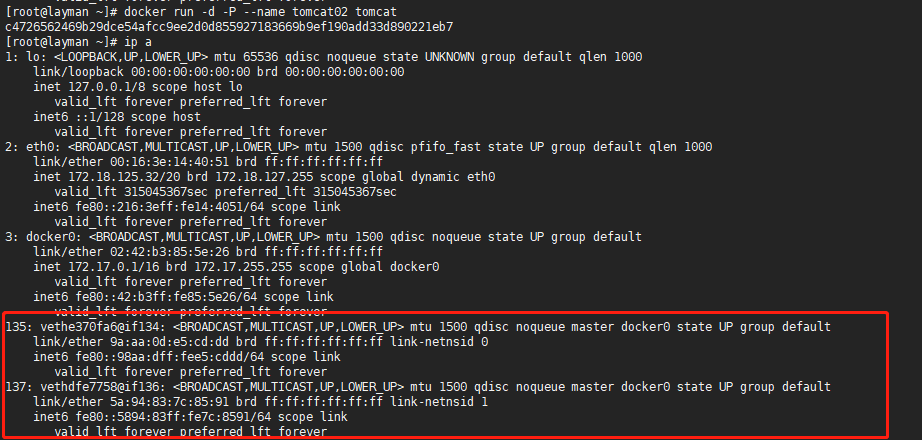 valid_lft forever preferred_lft forever
[root@layman ~]# docker run -d -P --name tomcat02 tomcat
c4726562469b29dce54afcc9ee2d0d855927183669b9ef190add33d890221eb7
[root@layman ~]# ip a
1: lo: <LOOPBACK,UP,LOWER_UP> mtu 65536 qdisc noqueue state UNKNOWN group default qlen 1000
    link/loopback 00:00:00:00:00:00 brd 00:00:00:00:00:00
    inet 127.0.0.1/8 scope host lo
       valid_lft forever preferred_lft forever
    inet6 ::1/128 scope host
       valid_lft forever preferred_lft forever
2: eth0: <BROADCAST,MULTICAST,UP,LOWER_UP> mtu 1500 qdisc pfifo_fast state UP group default qlen 1000
    link/ether 00:16:3e:14:40:51 brd ff:ff:ff:ff:ff:ff
    inet 172.18.125.32/20 brd 172.18.127.255 scope global dynamic eth0
       valid_lft 315045367sec preferred_lft 315045367sec
    inet6 fe80::216:3eff:fe14:4051/64 scope link
       valid_lft forever preferred_lft forever
3: docker0: <BROADCAST,MULTICAST,UP,LOWER_UP> mtu 1500 qdisc noqueue state UP group default
    link/ether 02:42:b3:85:5e:26 brd ff:ff:ff:ff:ff:ff
    inet 172.17.0.1/16 brd 172.17.255.255 scope global docker0
       valid_lft forever preferred_lft forever
    inet6 fe80::42:b3ff:fe85:5e26/64 scope link
       valid_lft forever preferred_lft forever
135: vethe370fa6@if134: <BROADCAST,MULTICAST,UP,LOWER_UP> mtu 1500 qdisc noqueue master docker0 state UP group default
    link/ether 9a:aa:0d:e5:cd:dd brd ff:ff:ff:ff:ff:ff link-netnsid 0
    inet6 fe80::98aa:dff:fee5:cddd/64 scope link
       valid_lft forever preferred_lft forever
137: vethdfe7758@if136: <BROADCAST,MULTICAST,UP,LOWER_UP> mtu 1500 qdisc noqueue master docker0 state UP group default
    link/ether 5a:94:83:7c:85:91 brd ff:ff:ff:ff:ff:ff link-netnsid 1
    inet6 fe80::5894:83ff:fe7c:8591/64 scope link
       valid_lft forever preferred_lft forever